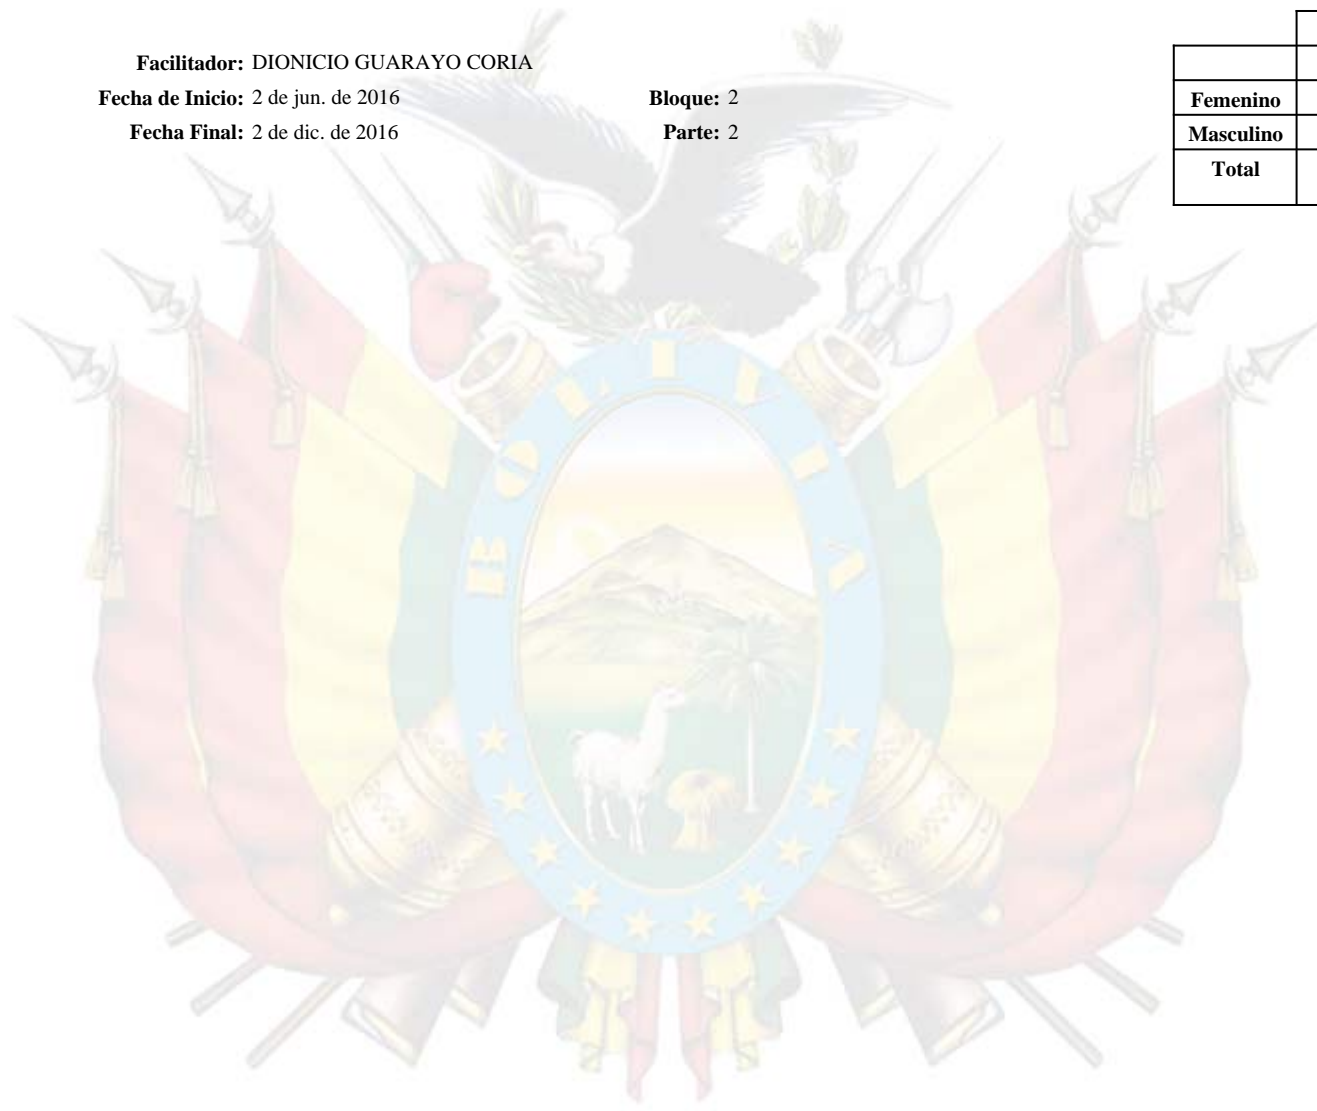 Facilitador: DIONICIO GUARAYO CORIA
Fecha de Inicio: 2 de jun. de 2016 Bloque: 2
Fecha Final: 2 de dic. de 2016 Parte: 2
Femenino
Masculino
Total
BOLIVIA